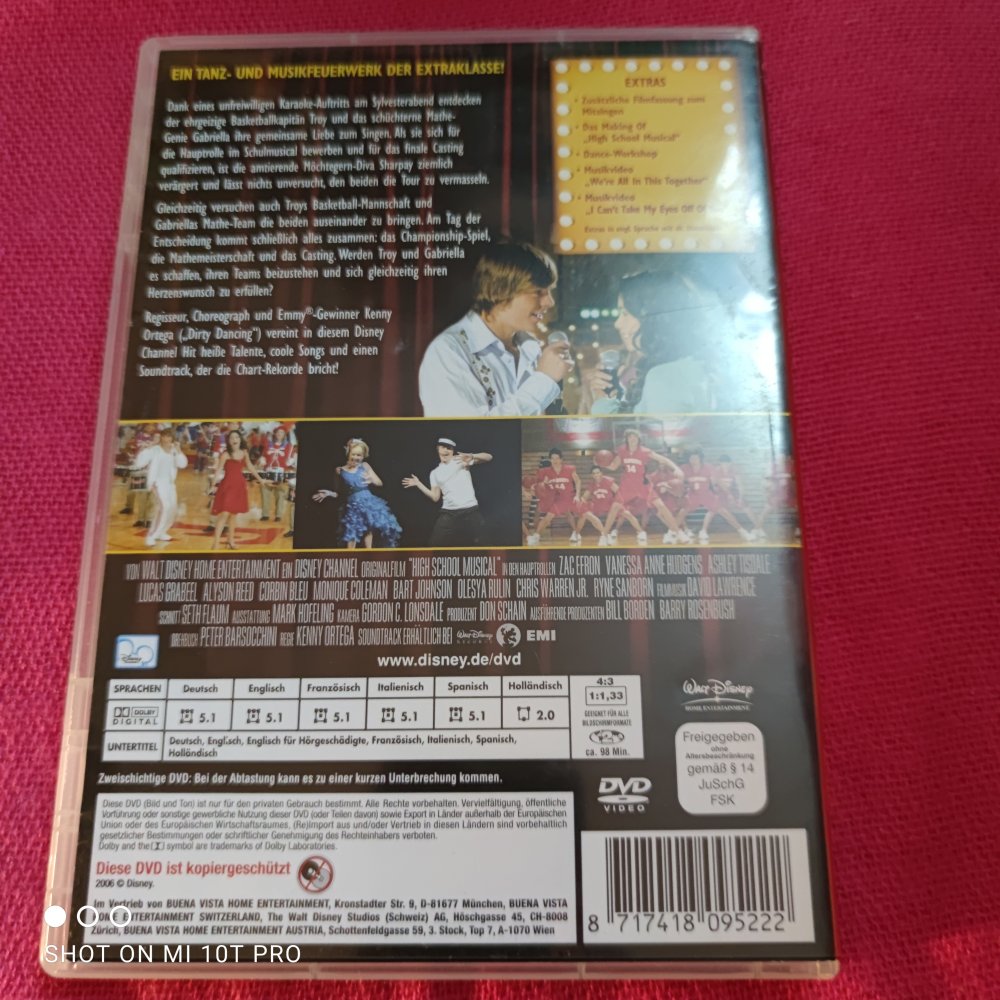 EIN TANZ- UND MUSIKFEUERWERK DER EXTRAKLASSE!
Dank eines unfreiwilligen Karaoke-Auftritts am Sylvesterabend entdecken
der ehrgeizige Basketballkapitän Troy und das schüchterne Mathe-
Genie Gabriella ihre gemeinsame Liebe zum Singen. Als sie sich für
die Hauptrolle im Schulmusical bewerben und für das finale Casting
qualifizieren, ist die amtierende Möchtegern-Diva Sharpay ziemlich
verärgert und lässt nichts unversucht, den beiden die Tour zu vermasseln.
Gleichzeitig versuchen auch Troys Basketball-Mannschaft und
Gabriellas Mathe-Team die beiden auseinander zu bringen. Am Tag der
Entscheidung kommt schließlich alles zusammen: das Championship-Spiel,
die Mathemeisterschaft und das Casting. Werden Troy und Gabriella
es schaffen, ihren Teams beizustehen und sich gleichzeitig ihren
Herzenswunsch zu erfüllen?
Regisseur, Choreograph und Emmy®-Gewinner Kenny
Ortega („Dirty Dancing") vereint in diesem Disney
Channel Hit heiße Talente, coole Songs und einen
Soundtrack, der die Chart-Rekorde bricht!
EXTRAS
• Zusätzliche Filmfassung zum
Mitsingen
• Das Making Of
„High School Musical"
• Dance-Workshop
• Musikvideo
„We're All In This Together"
• Musikvideo
„I Can't Take My Eyes Off Of
Extras in engl. Sprache mit dt.
14
VON WALT DISNEY HOME ENTERTAINMENT EIN DISNEY CHANNEL ORIGINALFILM "HIGH SCHOOL MUSICAL" IN DEN HAUPTROLLEN ZAC EFRON VANESSA ANNE HUDGENS ASHLEY TISDALE
LUCAS GRABEEL ALYSON REED CORBIN BLEU MONIQUE COLEMAN BART JOHNSON OLESYA RULIN CHRIS WARREN JR. RYNE SANBORN FILMMUSIK DAVID LAWRENCE
SCHNITT SETH FLAUM AUSSTATTUNG MARK HOFELING KAMERA GORDON C. LONSDALE PRODUZENT DON SCHAIN AUSFÜHRENDE PRODUZENTEN BILL BORDEN BARRY ROSENBUSH
DREHBUCH PETER BARSOCCHINI REGIE KENNY ORTEGA SOUNDTRACK ERHÄLTLICH BEI Walt Disney RECORDS EMI
www.disney.de/dvd
Disney
SPRACHEN Deutsch Englisch Französisch Italienisch Spanisch Holländisch
DOLBY DIGITAL 5.1 5.1 5.1 5.1 5.1 2.0
UNTERTITEL Deutsch, Englisch, Englisch für Hörgeschädigte, Französisch, Italienisch, Spanisch,
Holländisch
4:3
1:1,33
GEEIGNET FÜR ALLE
BILDSCHIRMFORMATE
ca. 98 Min.
Walt Disney
HOME ENTERTAINMENT
Freigegeben
ohne
Altersbeschränkung
gemäß § 14
JuSchG
FSK
Zweischichtige DVD: Bei der Abtastung kann es zu einer kurzen Unterbrechung kommen.
DVD
VIDEO
Diese DVD (Bild und Ton) ist nur für den privaten Gebrauch bestimmt. Alle Rechte vorbehalten. Vervielfältigung, öffentliche
Vorführung oder sonstige gewerbliche Nutzung dieser DVD (oder Teilen davon) sowie Export in Länder außerhalb der Europäischen
Union oder des Europäischen Wirtschaftsraumes, (Re)Import aus und/oder Vertrieb in diesen Ländern sind vorbehaltlich
gesetzlicher Bestimmungen oder schriftlicher Genehmigung des Rechteinhabers verboten.
Dolby and the symbol are trademarks of Dolby Laboratories.
Diese DVD ist kopiergeschützt
2006 © Disney.
Im Vertrieb von BUENA VISTA HOME ENTERTAINMENT, Kronstadter Str. 9, D-81677 München, BUENA VISTA
HOME ENTERTAINMENT SWITZERLAND, The Walt Disney Studios (Schweiz) AG, Höschgasse 45, CH-8008
Zürich, BUENA VISTA HOME ENTERTAINMENT AUSTRIA, Schottenfeldgasse 59, 3. Stock, Top 7, A-1070 Wien
8 717418 095222
SHOT ON MI 10T PRO